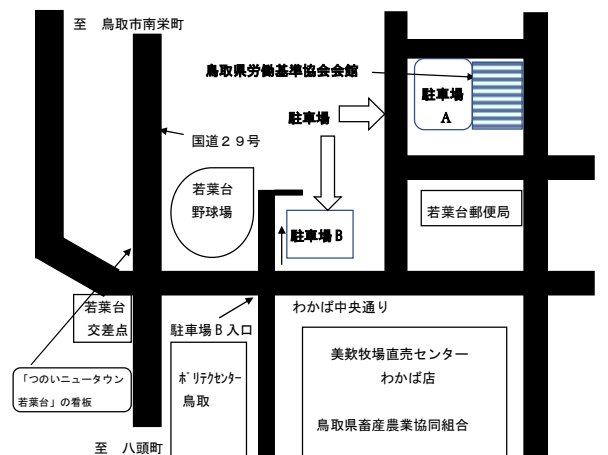 至　鳥取市南栄町
鳥取県労働基準協会会館
駐車場
A
駐車場
国道２９号
若葉台
野球場
若葉台郵便局
駐車場 B
若葉台
交差点
駐車場 B 入口
わかば中央通り
「つのいニュータウン
若葉台」の看板
ﾎﾟﾘﾃｸｾﾝﾀｰ
鳥取
美歎牧場直売センター
わかば店
鳥取県畜産農業協同組合
至　八頭町